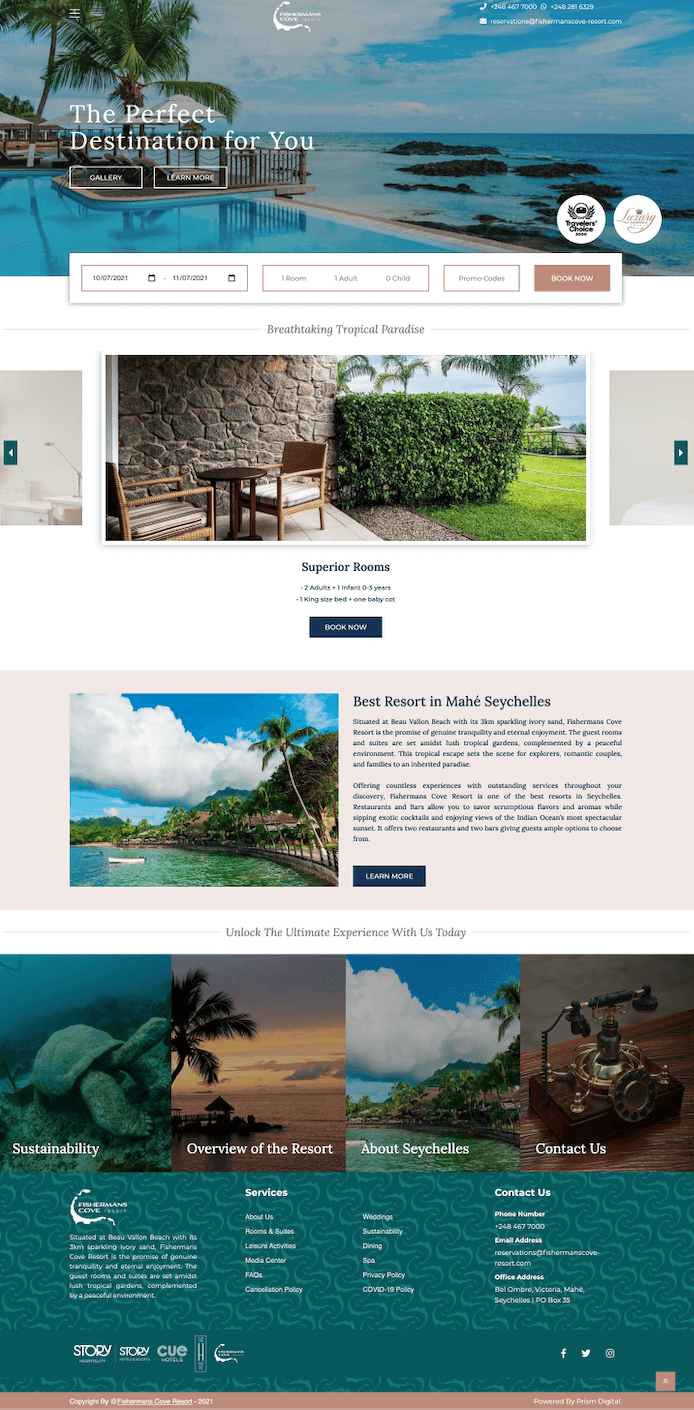 FISHERMANS
COVE RESORT
+248 467 7000 +248 281 6329
reservations@fishermanscove-resort.com
The Perfect
Destination for You
GALLERY
LEARN MORE
Travelers'
Choice
2020
Luxury
10/07/2021 - 11/07/2021
1 Room 1 Adult 0 Child
Promo Codes
BOOK NOW
Breathtaking Tropical Paradise
Superior Rooms
- 2 Adults + 1 Infant 0-3 years
- 1 King size bed + one baby cot
BOOK NOW
Best Resort in Mahé Seychelles
Situated at Beau Vallon Beach with its 3km sparkling ivory sand, Fishermans Cove
Resort is the promise of genuine tranquility and eternal enjoyment. The guest rooms
and suites are set amidst lush tropical gardens, complemented by a peaceful
environment. This tropical escape sets the scene for explorers, romantic couples,
and families to an inherited paradise.
Offering countless experiences with outstanding services throughout your
discovery, Fishermans Cove Resort is one of the best resorts in Seychelles.
Restaurants and Bars allow you to savor scrumptious flavors and aromas while
sipping exotic cocktails and enjoying views of the Indian Ocean's most spectacular
sunset. It offers two restaurants and two bars giving guests ample options to choose
from.
LEARN MORE
Unlock The Ultimate Experience With Us Today
Sustainability
Overview of the Resort
About Seychelles
Contact Us
FISHERMANS
COVE RESORT
Situated at Beau Vallon Beach with its
3km sparkling ivory sand, Fishermans
Cove Resort is the promise of genuine
tranquility and eternal enjoyment. The
guest rooms and suites are set amidst
lush tropical gardens, complemented
by a peaceful environment.
Services
About Us
Rooms & Suites
Leisure Activities
Media Center
FAQs
Cancellation Policy
Weddings
Sustainability
Dining
Spa
Privacy Policy
COVID-19 Policy
Contact Us
Phone Number
+248 467 7000
Email Address
reservations@fishermanscove-
resort.com
Office Address
Bel Ombre, Victoria, Mahé,
Seychelles | PO Box 35
STORY
HOSPITALITY
STORY
HOTELS & RESORTS
CUE
HOTELS
H
FISHERMANS
COVE RESORT
Copyright By @Fishermans Cove Resort - 2021
Powered By Prism Digital.